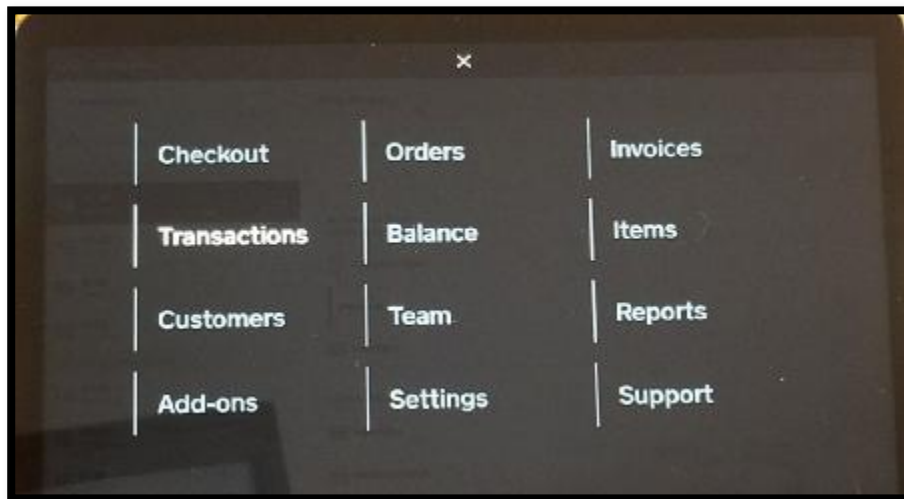 ×
Checkout
Orders
Invoices
Transactions
Balance
Items
Customers
Team
Reports
Add-ons
Settings
Support